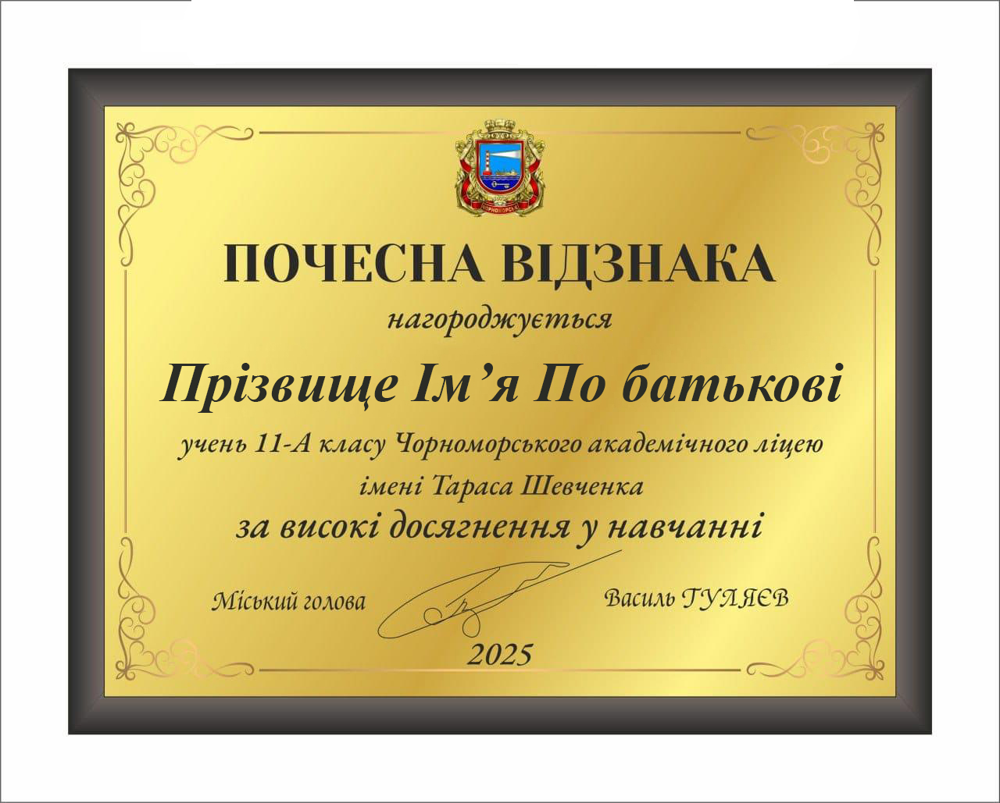 ЧОРНОМОРСЬК
ПОЧЕСНА ВІДЗНАКА
нагороджується
Прізвище Ім’я По батькові
учень 11-А класу Чорноморського академічного ліцею
імені Тараса Шевченка
за високі досягнення у навчанні
Міський голова
Василь ГУЛЯЄВ
2025